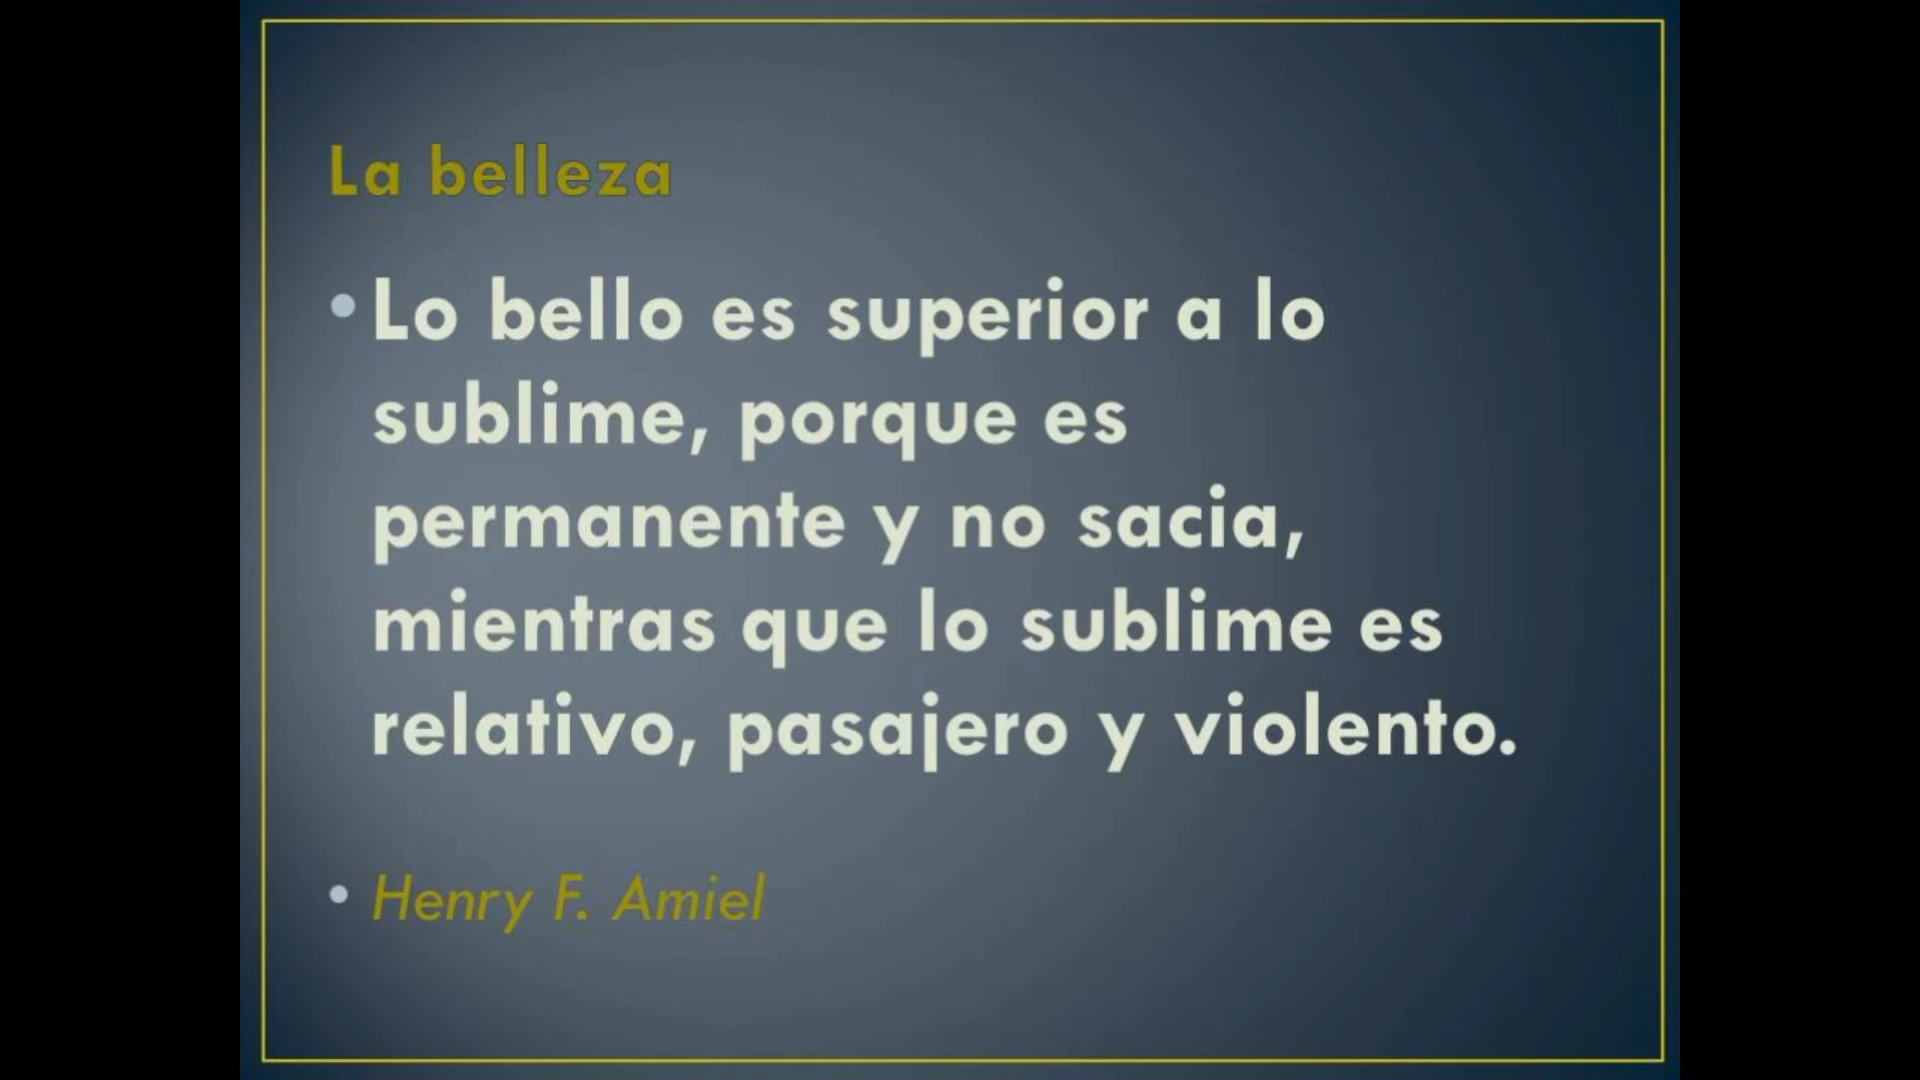 La belleza
• Lo bello es superior a lo
sublime, porque es
permanente y no sacia,
mientras que lo sublime es
relativo, pasajero y violento.
• Henry F. Amiel